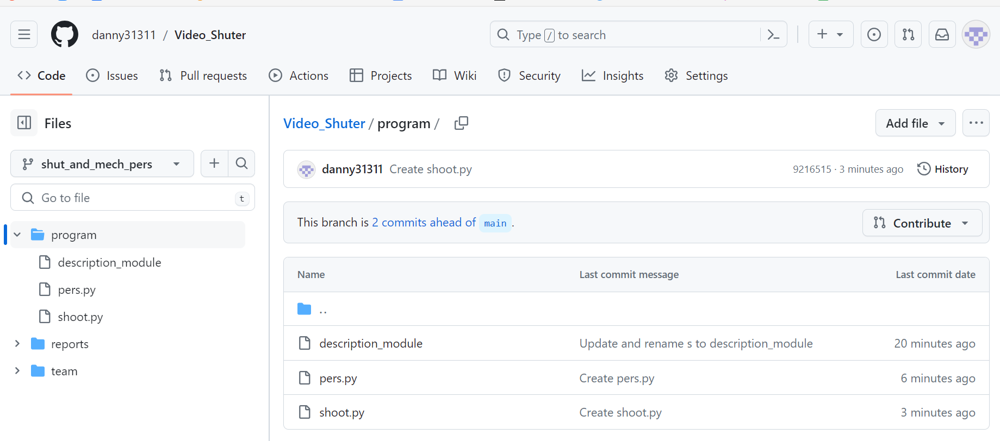 danny31311 / Video_Shuter
Type / to search
Code Issues Pull requests Actions Projects Wiki Security Insights Settings
Files
shut_and_mech_pers
Go to file t
program
description_module
pers.py
shoot.py
reports
team
Video_Shuter / program /
Add file
danny31311 Create shoot.py 9216515 · 3 minutes ago History
This branch is 2 commits ahead of main .
Contribute
Name Last commit message Last commit date
..
description_module Update and rename s to description_module 20 minutes ago
pers.py Create pers.py 6 minutes ago
shoot.py Create shoot.py 3 minutes ago